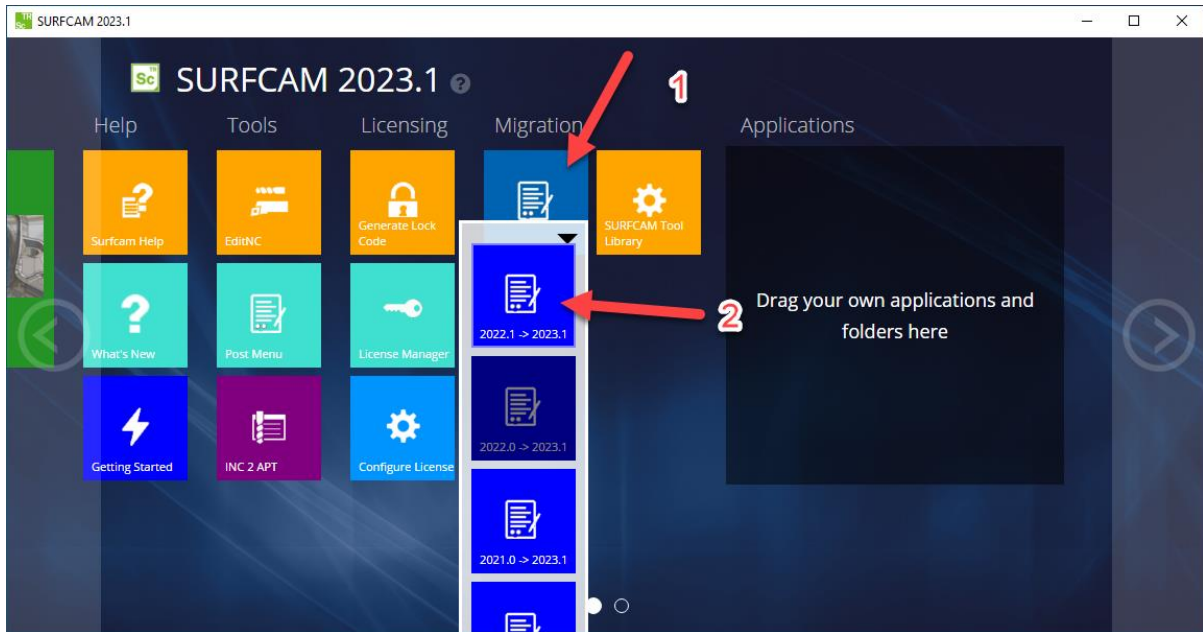 SURFCAM 2023.1
Sc
SURFCAM 2023.1 ?
1
Help
Tools
Licensing
Migration
Applications
Surfcam Help
EditNC
Generate Lock
Code
SURFCAM Tool
Library
What's New
Post Menu
License Manager
2022.1 -> 2023.1
2
Drag your own applications and
folders here
2022.0 -> 2023.1
Getting Started
INC 2 APT
Configure License
2021.0 -> 2023.1